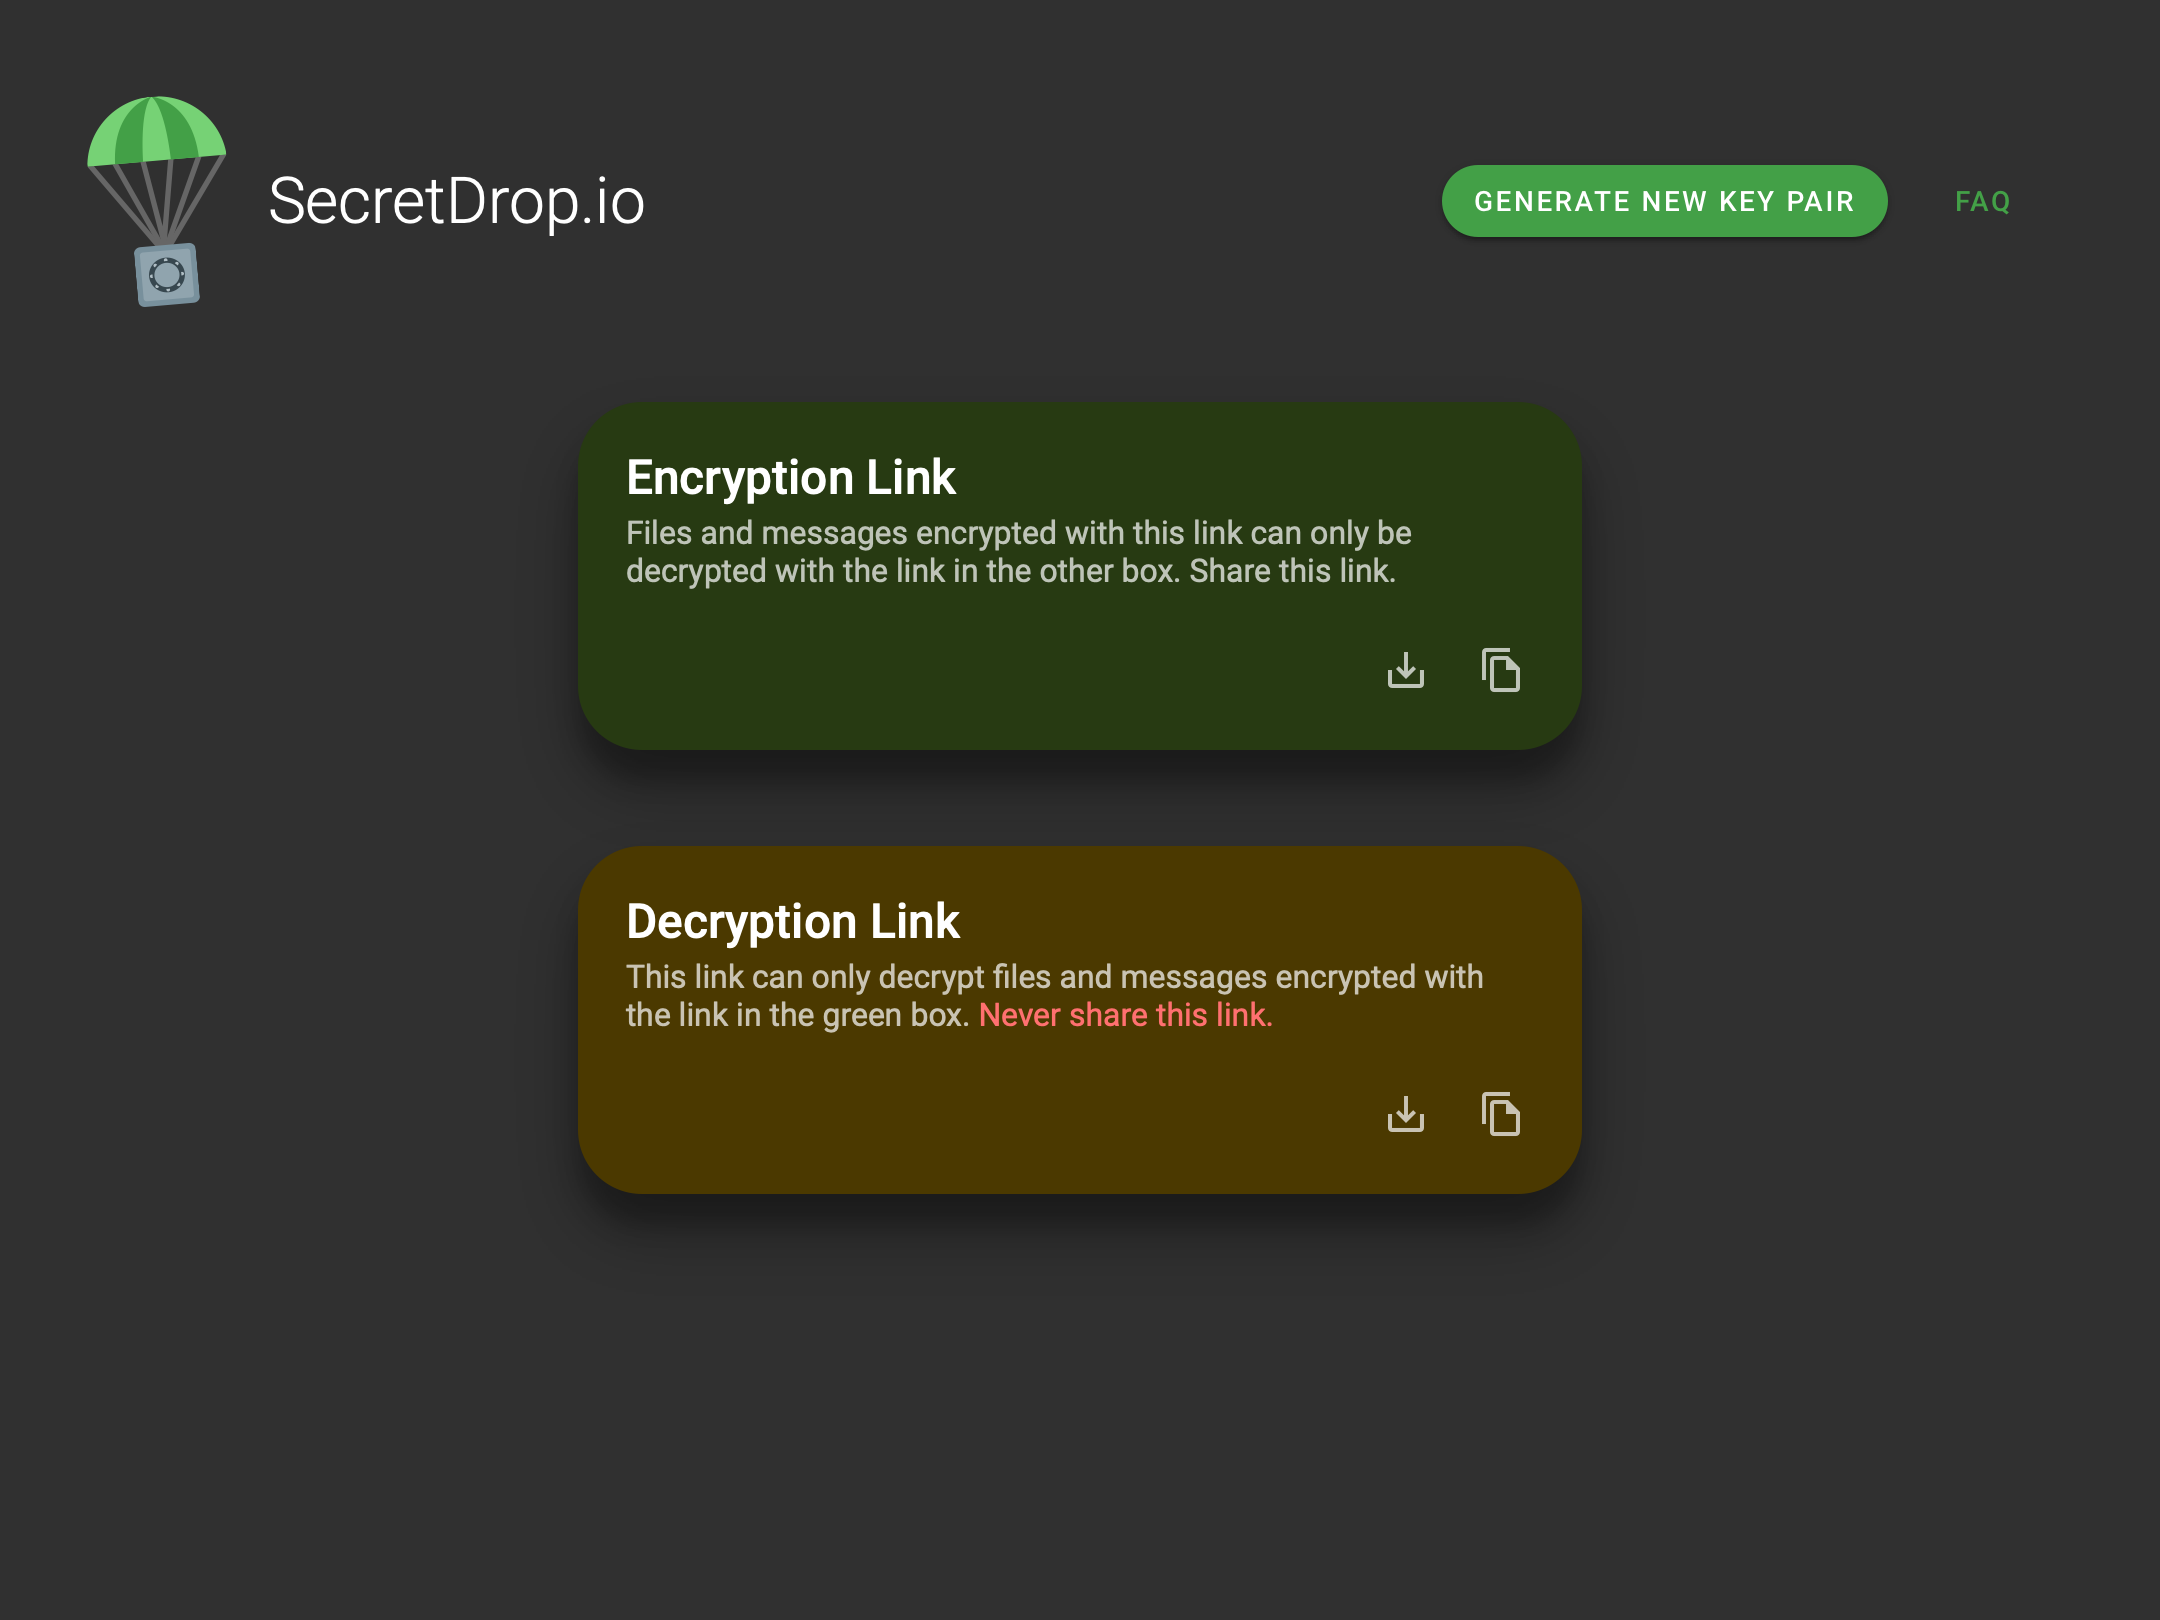 SecretDrop.io
GENERATE NEW KEY PAIR
FAQ
Encryption Link
Files and messages encrypted with this link can only be
decrypted with the link in the other box. Share this link.
Decryption Link
This link can only decrypt files and messages encrypted with
the link in the green box. Never share this link.